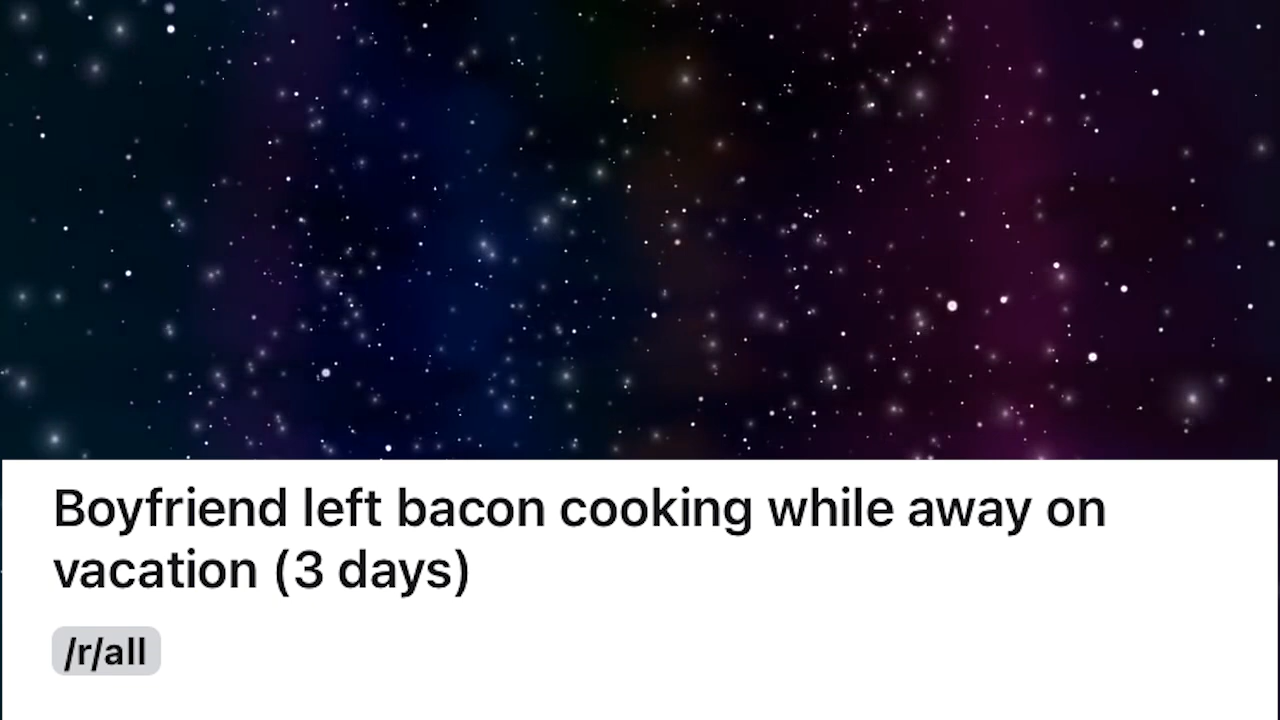 Boyfriend left bacon cooking while away on
vacation (3 days)
/r/all